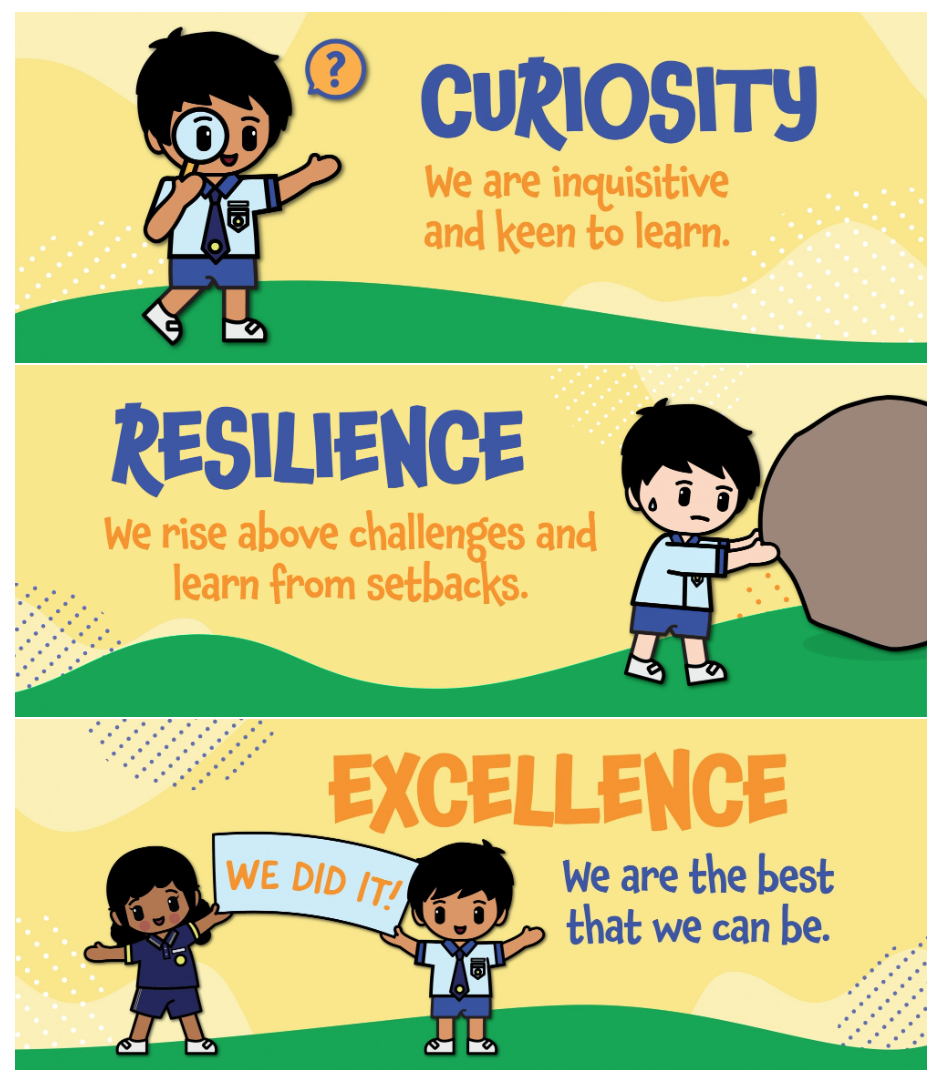 ?
CURIOSITY
We are inquisitive
and keen to learn.
RESILIENCE
We rise above challenges and
learn from setbacks.
EXCELLENCE
WE DID IT!
We are the best
that we can be.